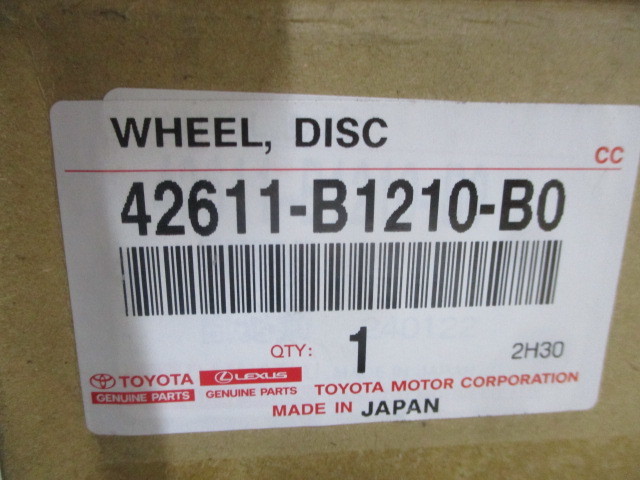 WHEEL, DISC
CC
42611-B1210-B0
QTY: 1 2H30
TOYOTA LEXUS
GENUINE PARTS GENUINE PARTS TOYOTA MOTOR CORPORATION
MADE IN JAPAN